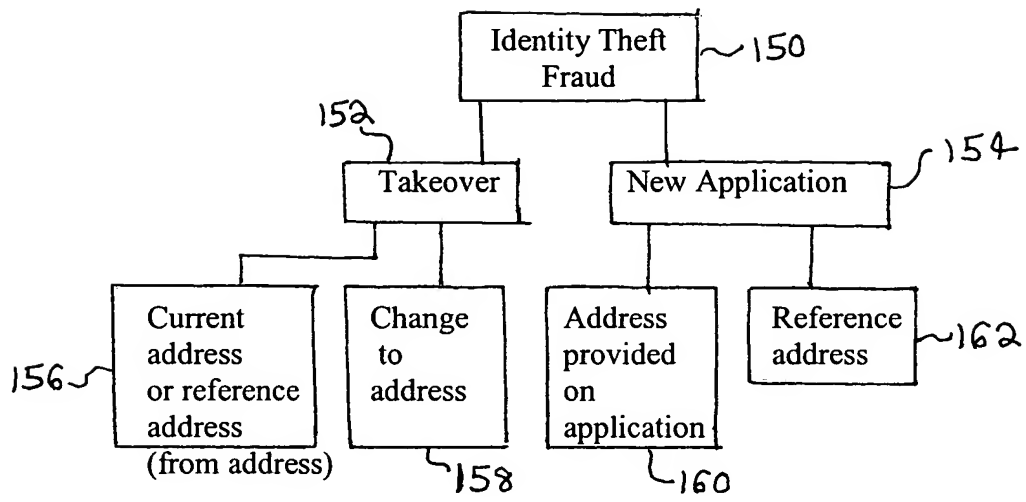 Identity Theft
Fraud
150
152
Takeover
New Application
154
Current
address
or reference
address
(from address)
156
Change
to
address
158
Address
provided
on
application
160
Reference
address
162